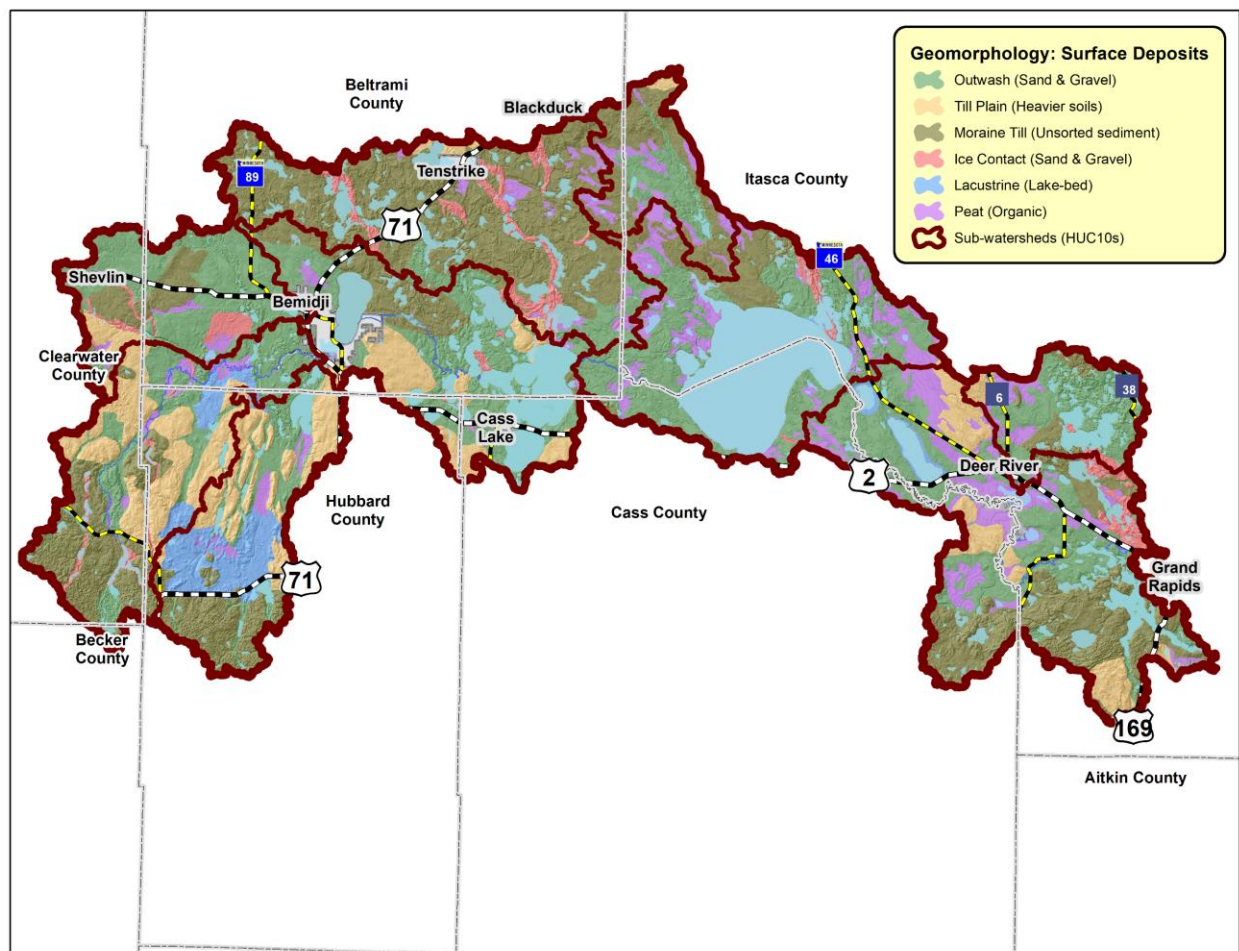 Geomorphology: Surface Deposits
Outwash (Sand & Gravel)
Till Plain (Heavier soils)
Moraine Till (Unsorted sediment)
Ice Contact (Sand & Gravel)
Lacustrine (Lake-bed)
Peat (Organic)
Sub-watersheds (HUC10s)
Beltrami
County
Blackduck
MINNESOTA
89
Tenstrike
Itasca County
71
MINNESOTA
46
Shevlin
Bemidji
Clearwater
County
6
38
Cass
Lake
Deer River
2
Hubbard
County
Cass County
71
Grand
Rapids
Becker
County
169
Aitkin County